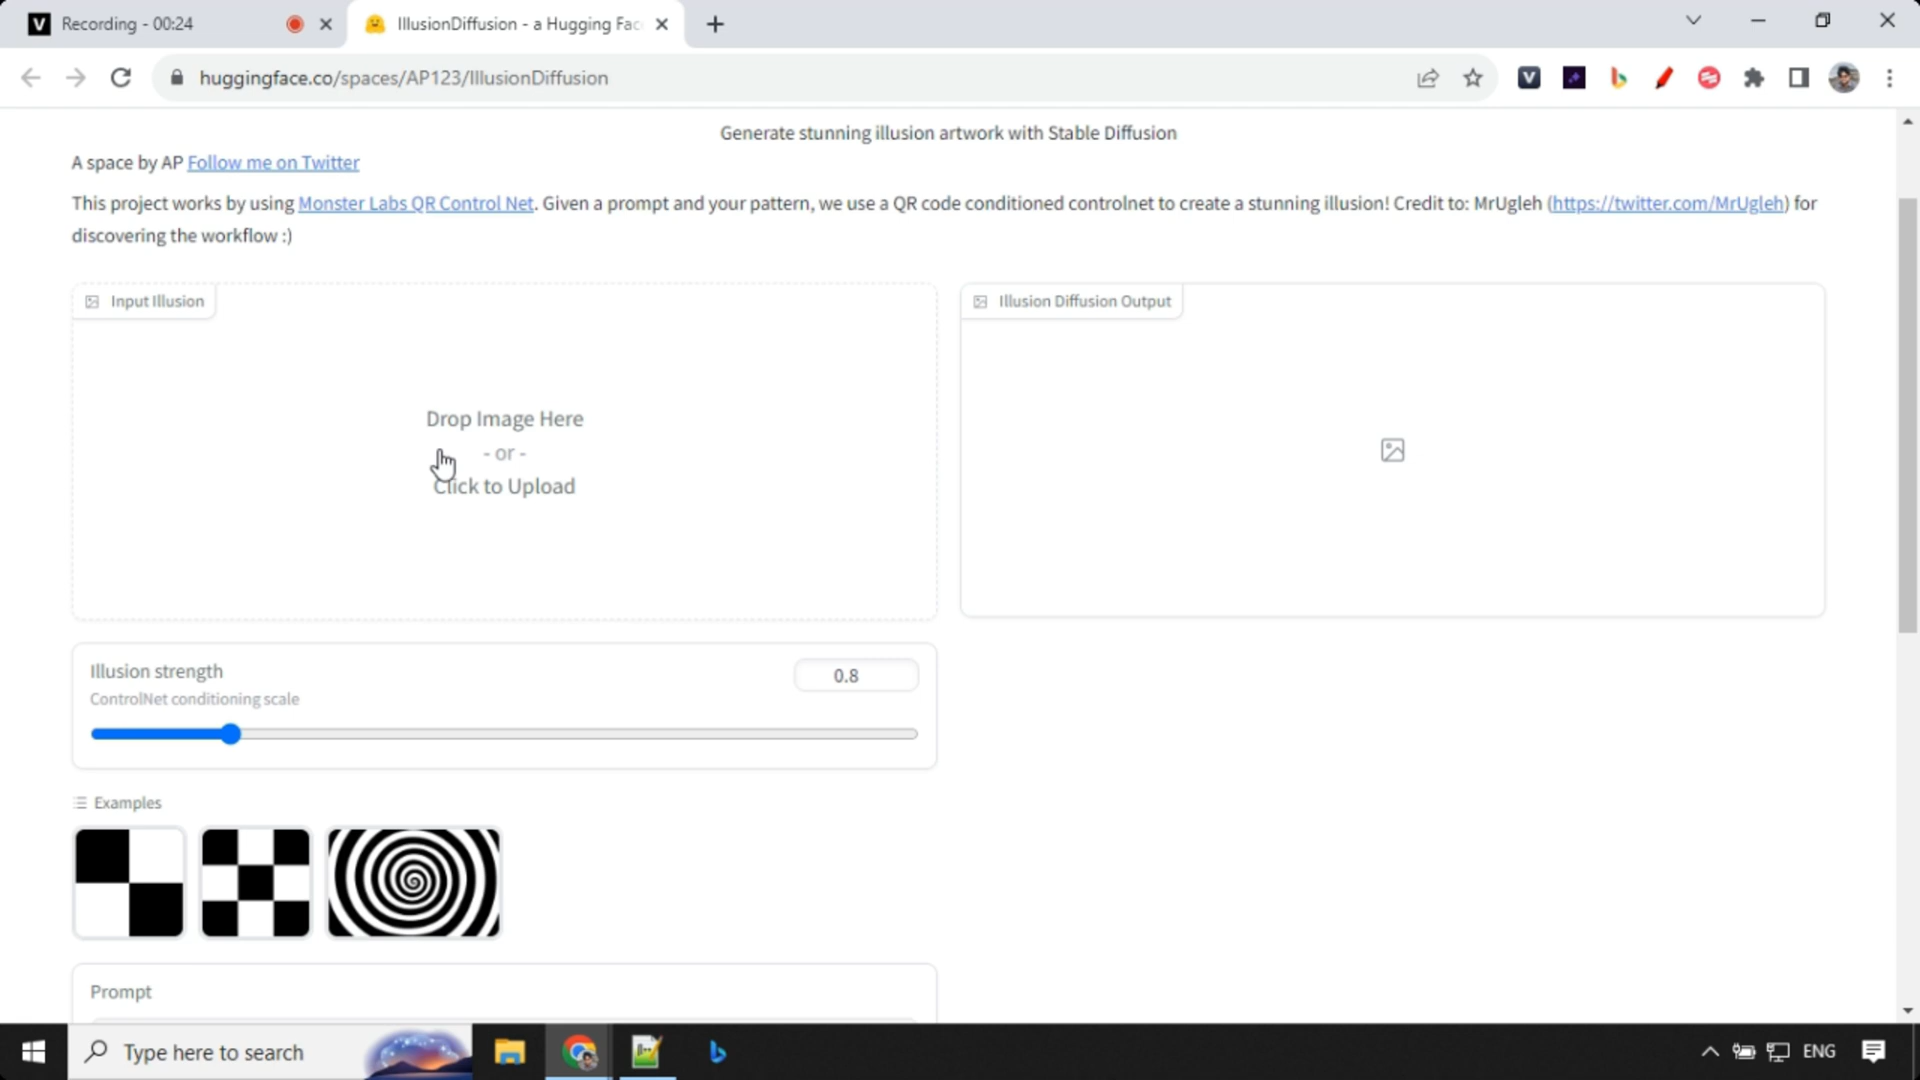 Recording - 00:24
IllusionDiffusion - a Hugging Fac
huggingface.co/spaces/AP123/IllusionDiffusion
Generate stunning illusion artwork with Stable Diffusion
A space by AP Follow me on Twitter
This project works by using Monster Labs QR Control Net. Given a prompt and your pattern, we use a QR code conditioned controlnet to create a stunning illusion! Credit to: MrUgleh (https://twitter.com/MrUgleh) for
discovering the workflow :)
Input Illusion
Illusion Diffusion Output
Drop Image Here
- or -
Click to Upload
Illusion strength
0.8
ControlNet conditioning scale
Examples
Prompt
Type here to search
ENG